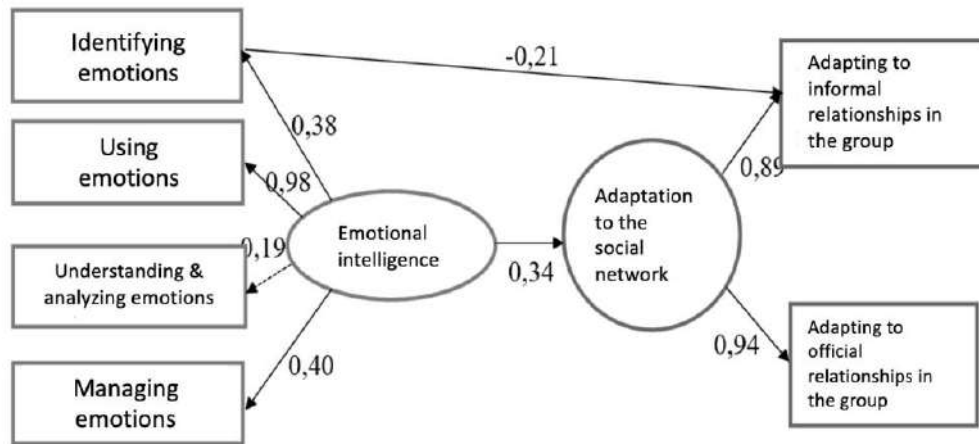 Identifying
emotions
-0,21
Adapting to
informal
relationships in
the group
0,38
Using
emotions
0,98
0,89
Adaptation
to the
social
network
Emotional
intelligence
0,19
Understanding &
analyzing emotions
0,34
0,94
Adapting to
official
relationships in
the group
0,40
Managing
emotions